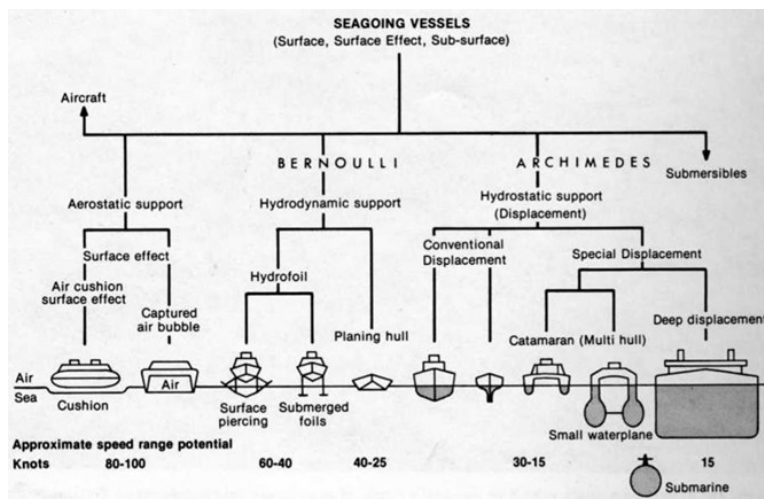 SEAGOING VESSELS
(Surface, Surface Effect, Sub-surface)
Aircraft
BERNOULLI
ARCHIMEDES
Submersibles
Aerostatic support
Hydrodynamic support
Hydrostatic support
(Displacement)
Surface effect
Conventional
Displacement
Special Displacement
Air cushion
surface effect
Hydrofoil
Captured
air bubble
Planing hull
Catamaran (Multi hull)
Deep displacement
Air
Sea
Cushion
Air
Surface
piercing
Submerged
foils
Small waterplane
Approximate speed range potential
Knots 80-100 60-40 40-25 30-15 15
Submarine